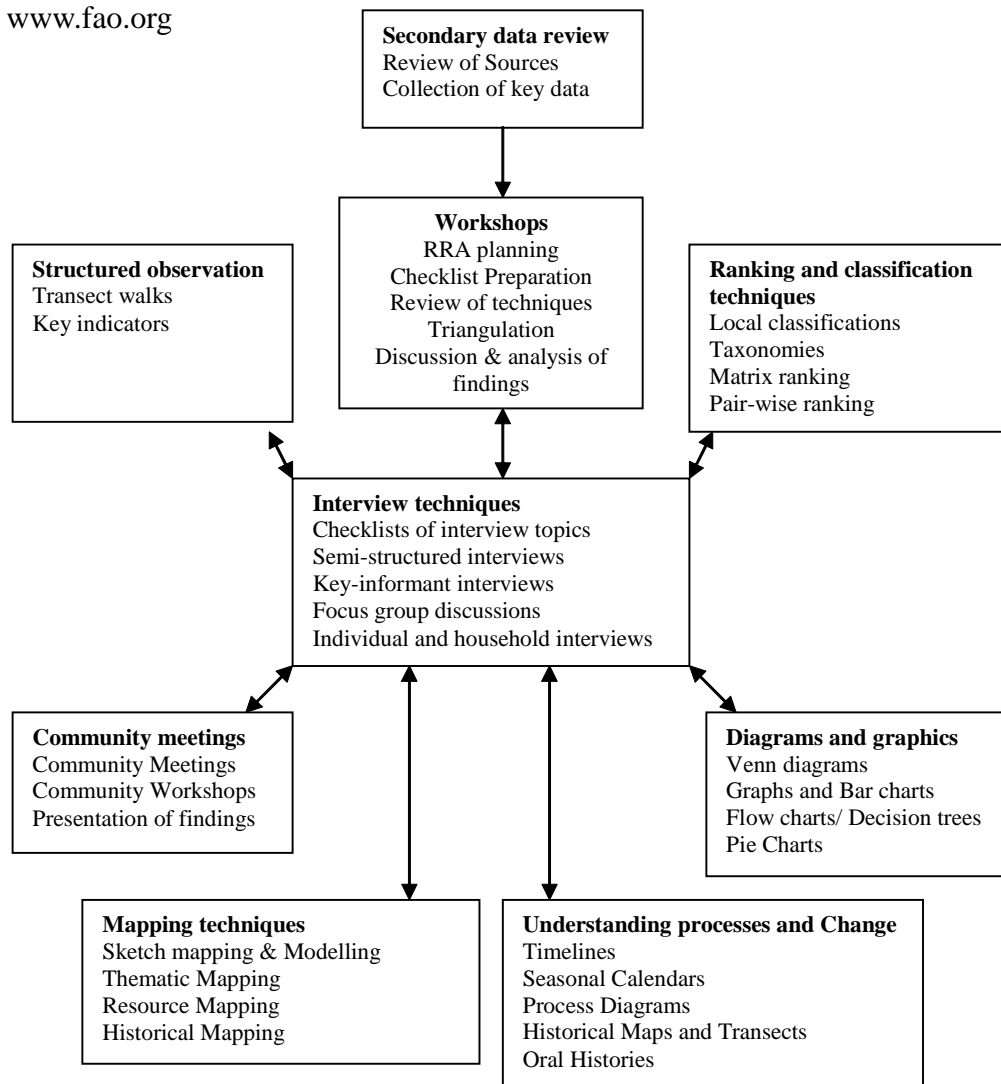 www.fao.org
Secondary data review
Review of Sources
Collection of key data
Workshops
RRA planning
Checklist Preparation
Review of techniques
Triangulation
Discussion & analysis of
findings
Structured observation
Transect walks
Key indicators
Ranking and classification
techniques
Local classifications
Taxonomies
Matrix ranking
Pair-wise ranking
Interview techniques
Checklists of interview topics
Semi-structured interviews
Key-informant interviews
Focus group discussions
Individual and household interviews
Community meetings
Community Meetings
Community Workshops
Presentation of findings
Diagrams and graphics
Venn diagrams
Graphs and Bar charts
Flow charts/ Decision trees
Pie Charts
Mapping techniques
Sketch mapping & Modelling
Thematic Mapping
Resource Mapping
Historical Mapping
Understanding processes and Change
Timelines
Seasonal Calendars
Process Diagrams
Historical Maps and Transects
Oral Histories